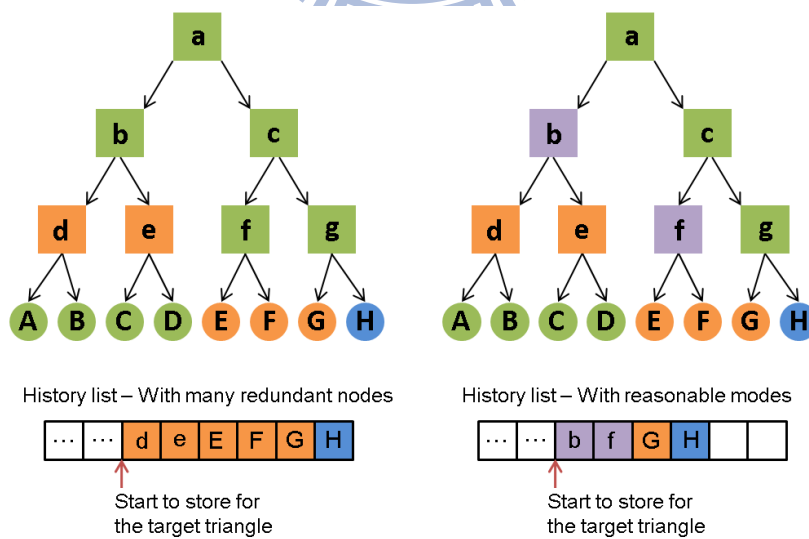 a
b c
d e f g
A B C D E F G H
History list – With many redundant nodes
... ... d e E F G H
Start to store for
the target triangle
a
b c
d e f g
A B C D E F G H
History list – With reasonable modes
... ... b f G H
Start to store for
the target triangle